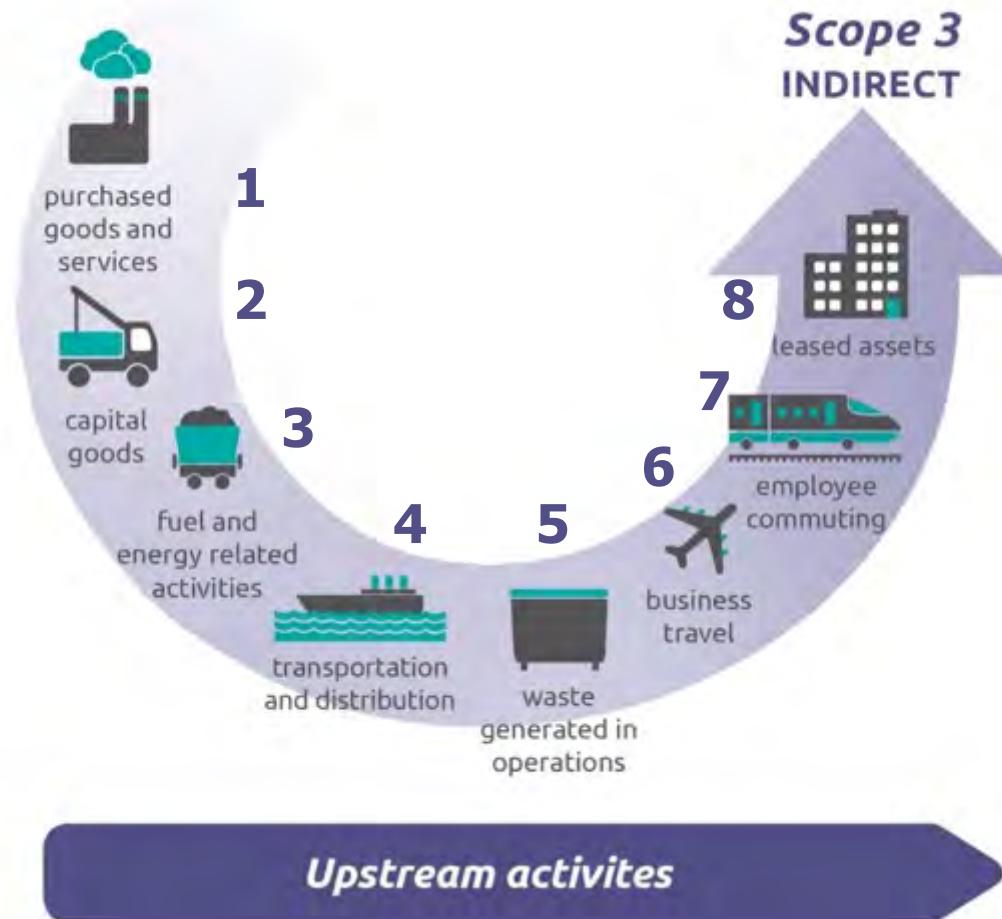 Scope 3
INDIRECT
1
purchased
goods and
services
2
capital
goods
3
fuel and
energy related
activities
4
transportation
and distribution
5
waste
generated in
operations
6
business
travel
7
employee
commuting
8
leased assets
Upstream activites